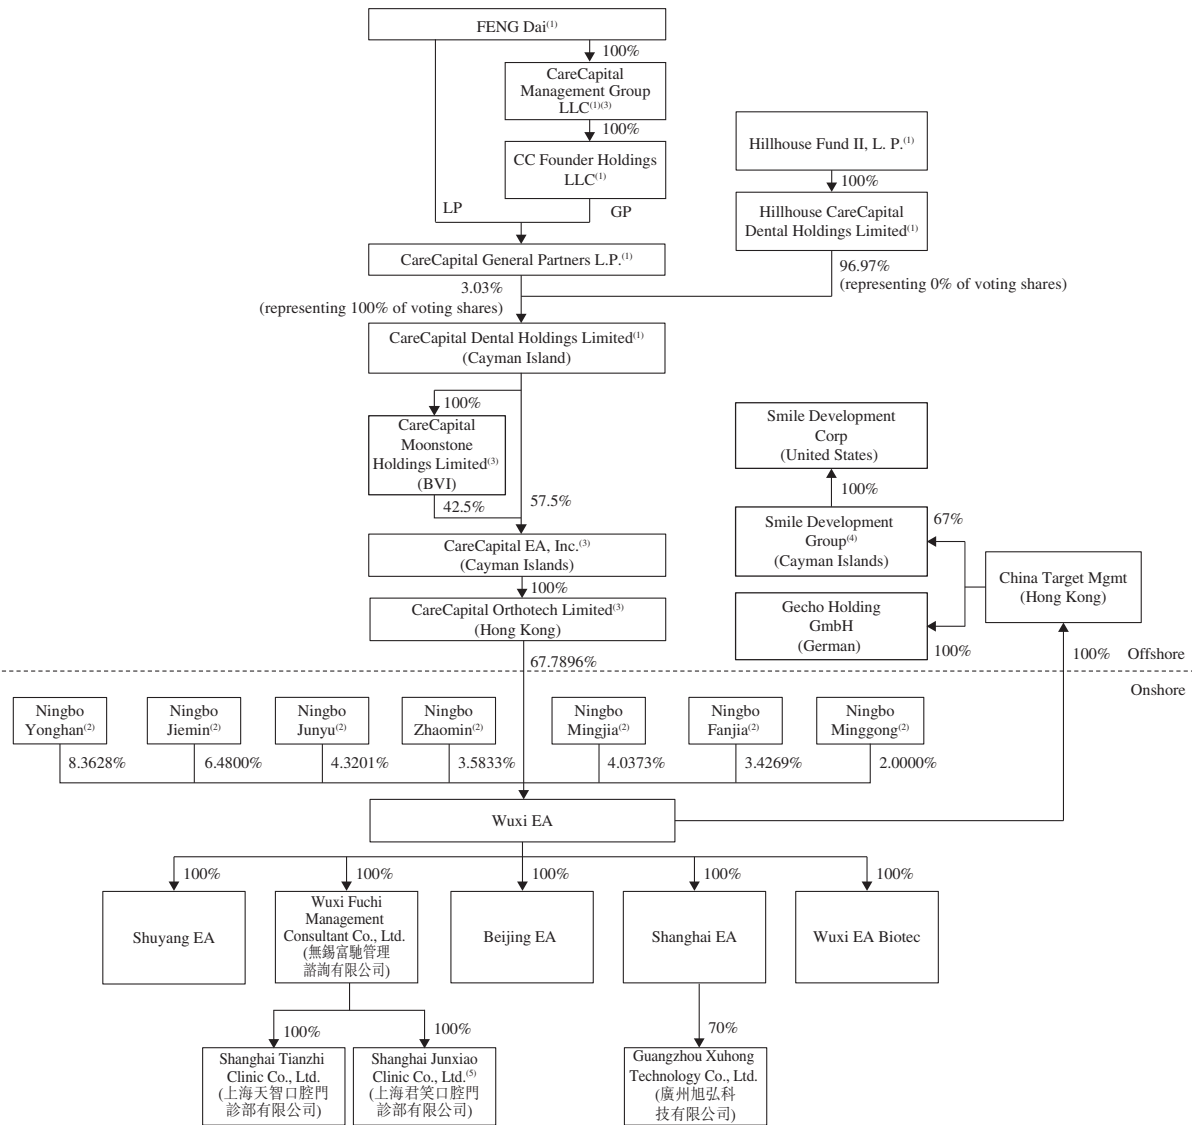 FENG Dai(1)
100%
CareCapital
Management Group
LLC(1)(3)
100%
CC Founder Holdings
LLC(1)
Hillhouse Fund II, L. P.(1)
100%
Hillhouse CareCapital
Dental Holdings Limited(1)
LP
GP
CareCapital General Partners L.P.(1)
96.97%
(representing 0% of voting shares)
3.03%
(representing 100% of voting shares)
CareCapital Dental Holdings Limited(1)
(Cayman Island)
100%
CareCapital
Moonstone
Holdings Limited(3)
(BVI)
42.5%
57.5%
Smile Development
Corp
(United States)
100%
Smile Development
Group(4)
(Cayman Islands)
67%
CareCapital EA, Inc.(3)
(Cayman Islands)
100%
CareCapital Orthotech Limited(3)
(Hong Kong)
China Target Mgmt
(Hong Kong)
Gecho Holding
GmbH
(German)
100%
67.7896%
100%
Offshore
Onshore
Ningbo
Yonghan(2)
Ningbo
Jiemin(2)
Ningbo
Junyu(2)
Ningbo
Zhaomin(2)
Ningbo
Mingjia(2)
Ningbo
Fanjia(2)
Ningbo
Minggong(2)
8.3628%
6.4800%
4.3201%
3.5833%
4.0373%
3.4269%
2.0000%
Wuxi EA
100%
100%
100%
100%
100%
Shuyang EA
Wuxi Fuchi
Management
Consultant Co., Ltd.
(無錫富馳管理
諮詢有限公司)
Beijing EA
Shanghai EA
Wuxi EA Biotec
100%
100%
70%
Shanghai Tianzhi
Clinic Co., Ltd.
(上海天智口腔門
診部有限公司)
Shanghai Junxiao
Clinic Co., Ltd.(5)
(上海君笑口腔門
診部有限公司)
Guangzhou Xuhong
Technology Co., Ltd.
(廣州旭弘科
技有限公司)